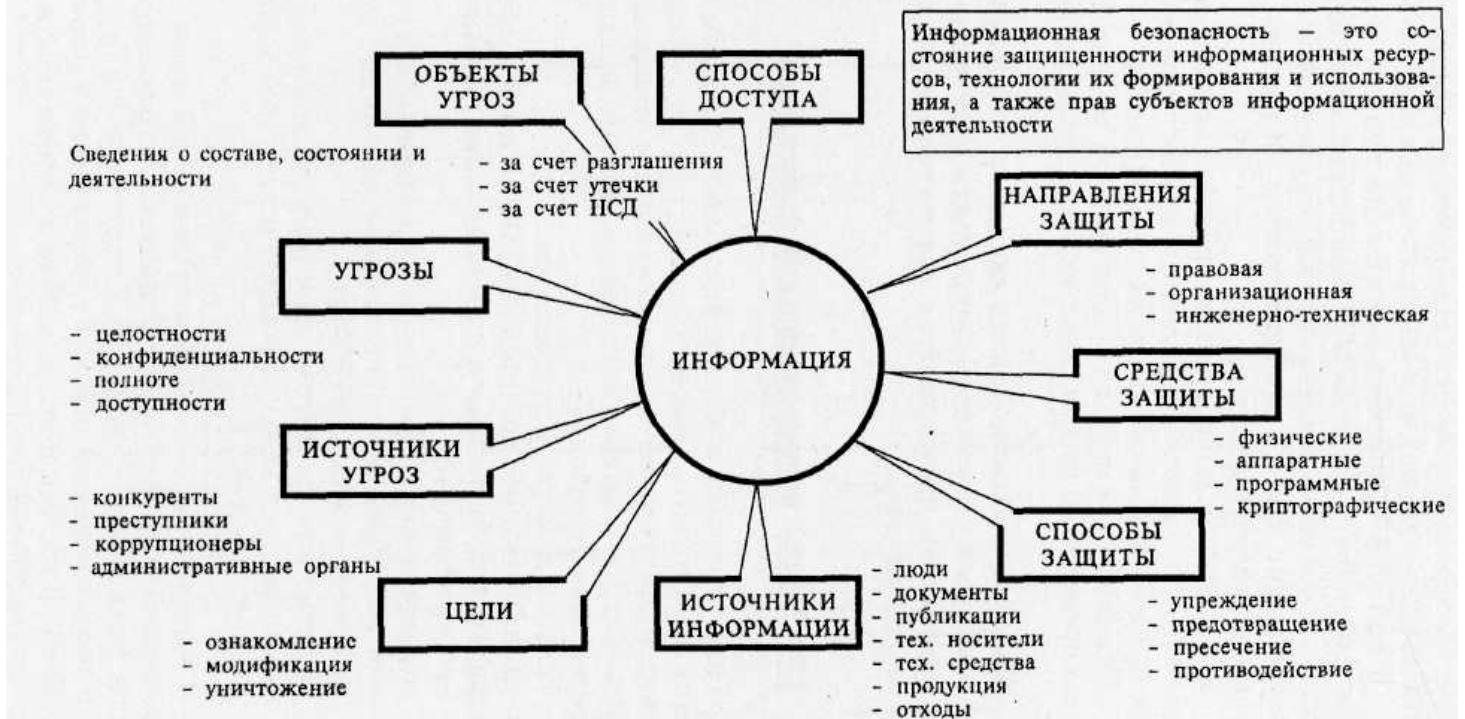 Информационная безопасность — это со-
стояние защищенности информационных ресур-
сов, технологии их формирования и использова-
ния, а также прав субъектов информационной
деятельности
ОБЪЕКТЫ
УГРОЗ
Сведения о составе, состоянии и
деятельности
СПОСОБЫ
ДОСТУПА
- за счет разглашения
- за счет утечки
- за счет НСД
НАПРАВЛЕНИЯ
ЗАЩИТЫ
- правовая
- организационная
- инженерно-техническая
УГРОЗЫ
- целостности
- конфиденциальности
- полноте
- доступности
ИНФОРМАЦИЯ
СРЕДСТВА
ЗАЩИТЫ
- физические
- аппаратные
- программные
- криптографические
ИСТОЧНИКИ
УГРОЗ
- конкуренты
- преступники
- коррупционеры
- административные органы
СПОСОБЫ
ЗАЩИТЫ
- упреждение
- предотвращение
- пресечение
- противодействие
ЦЕЛИ
- ознакомление
- модификация
- уничтожение
ИСТОЧНИКИ
ИНФОРМАЦИИ
- люди
- документы
- публикации
- тех. носители
- тех. средства
- продукция
- отходы